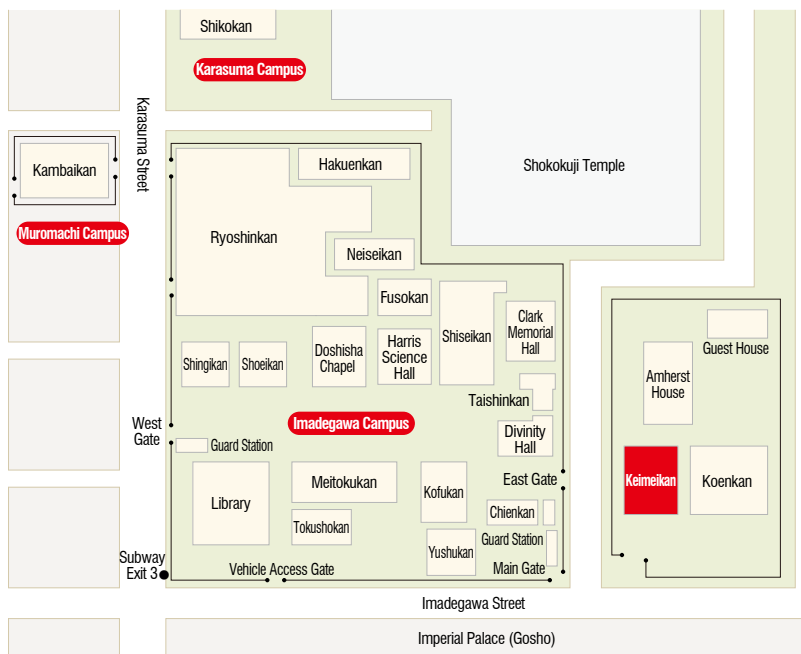 Shikokan
Karasuma Campus
Karasuma Street
Kambaikan
Muromachi Campus
Hakuenkan
Shokokuji Temple
Ryoshinkan
Neiseikan
Fusokan
Shiseikan
Clark
Memorial
Hall
Guest House
Shingikan
Shoeikan
Doshisha
Chapel
Harris
Science
Hall
Amherst
House
Taishinkan
West
Gate
Imadegawa Campus
Divinity
Hall
Guard Station
East Gate
Keimeikan
Koenkan
Library
Meitokukan
Kofukan
Chienkan
Tokushokan
Guard Station
Yushukan
Subway
Exit 3
Vehicle Access Gate
Main Gate
Imadegawa Street
Imperial Palace (Gosho)